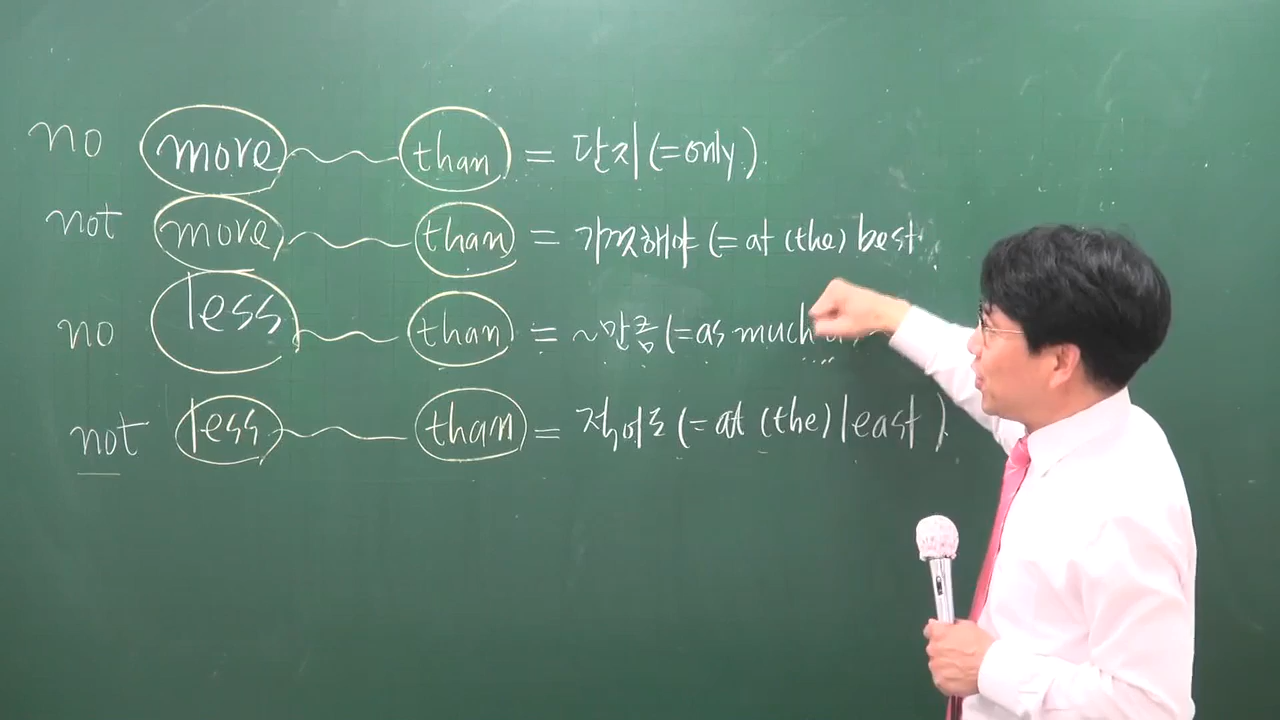 no more ~ than = 단지 (= only)
not more ~ than = 기껏해야 (= at (the) best
no less ~ than = ~만큼 (= as much
not less ~ than = 적어도 (= at (the) least)